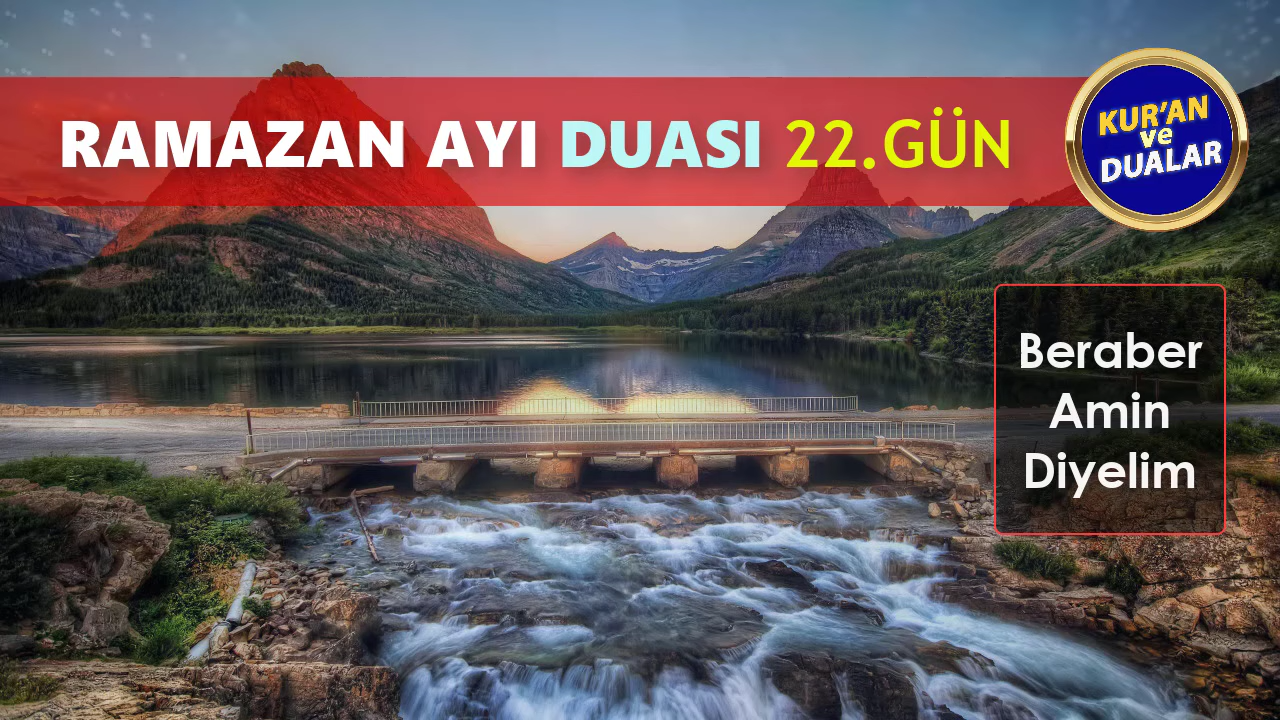 RAMAZAN AYI DUASI 22.GÜN
KUR'AN
ve
DUALAR
Beraber
Amin
Diyelim